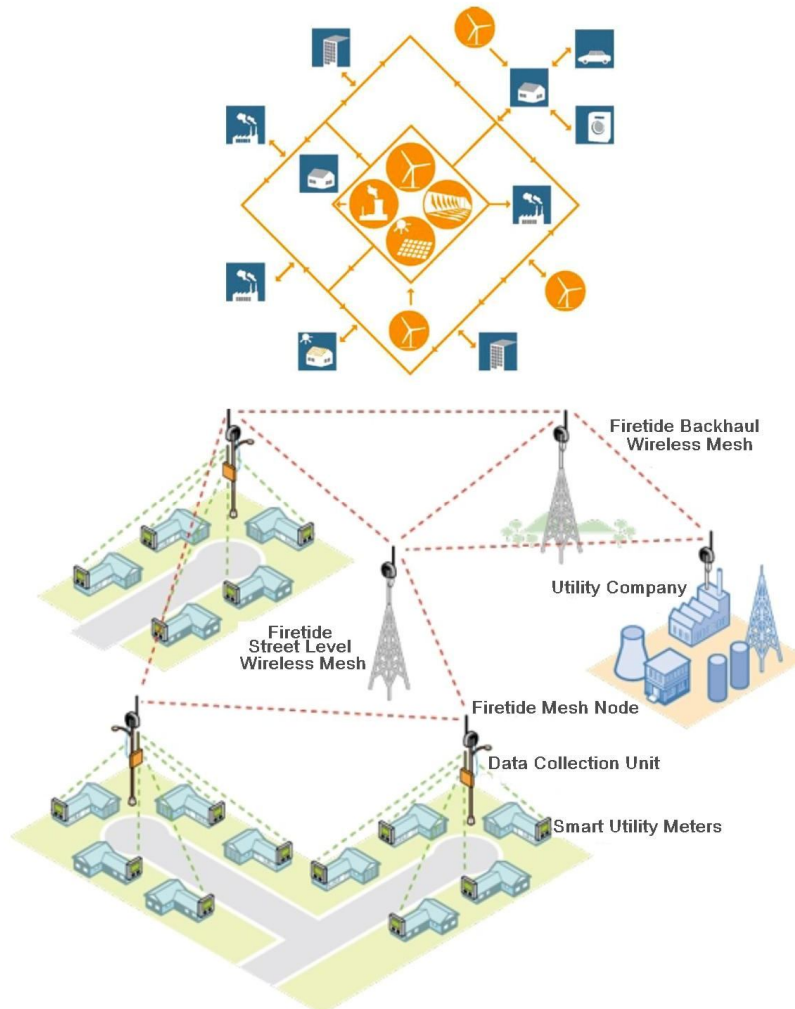 Firetide Backhaul
Wireless Mesh
Utility Company
Firetide
Street Level
Wireless Mesh
Firetide Mesh Node
Data Collection Unit
Smart Utility Meters